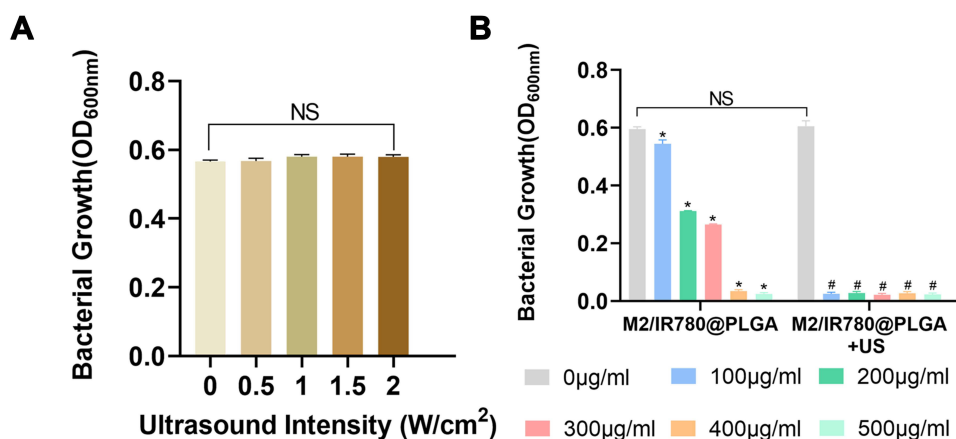 A
Bacterial Growth(OD600nm)
0.8
0.6
0.4
0.2
0.0
NS
0 0.5 1 1.5 2
Ultrasound Intensity (W/cm²)
B
Bacterial Growth(OD600nm)
0.8
0.6
0.4
0.2
0.0
NS
* * * * *
# # # # #
M2/IR780@PLGA
M2/IR780@PLGA
+US
0μg/ml 100μg/ml 200μg/ml
300μg/ml 400μg/ml 500μg/ml